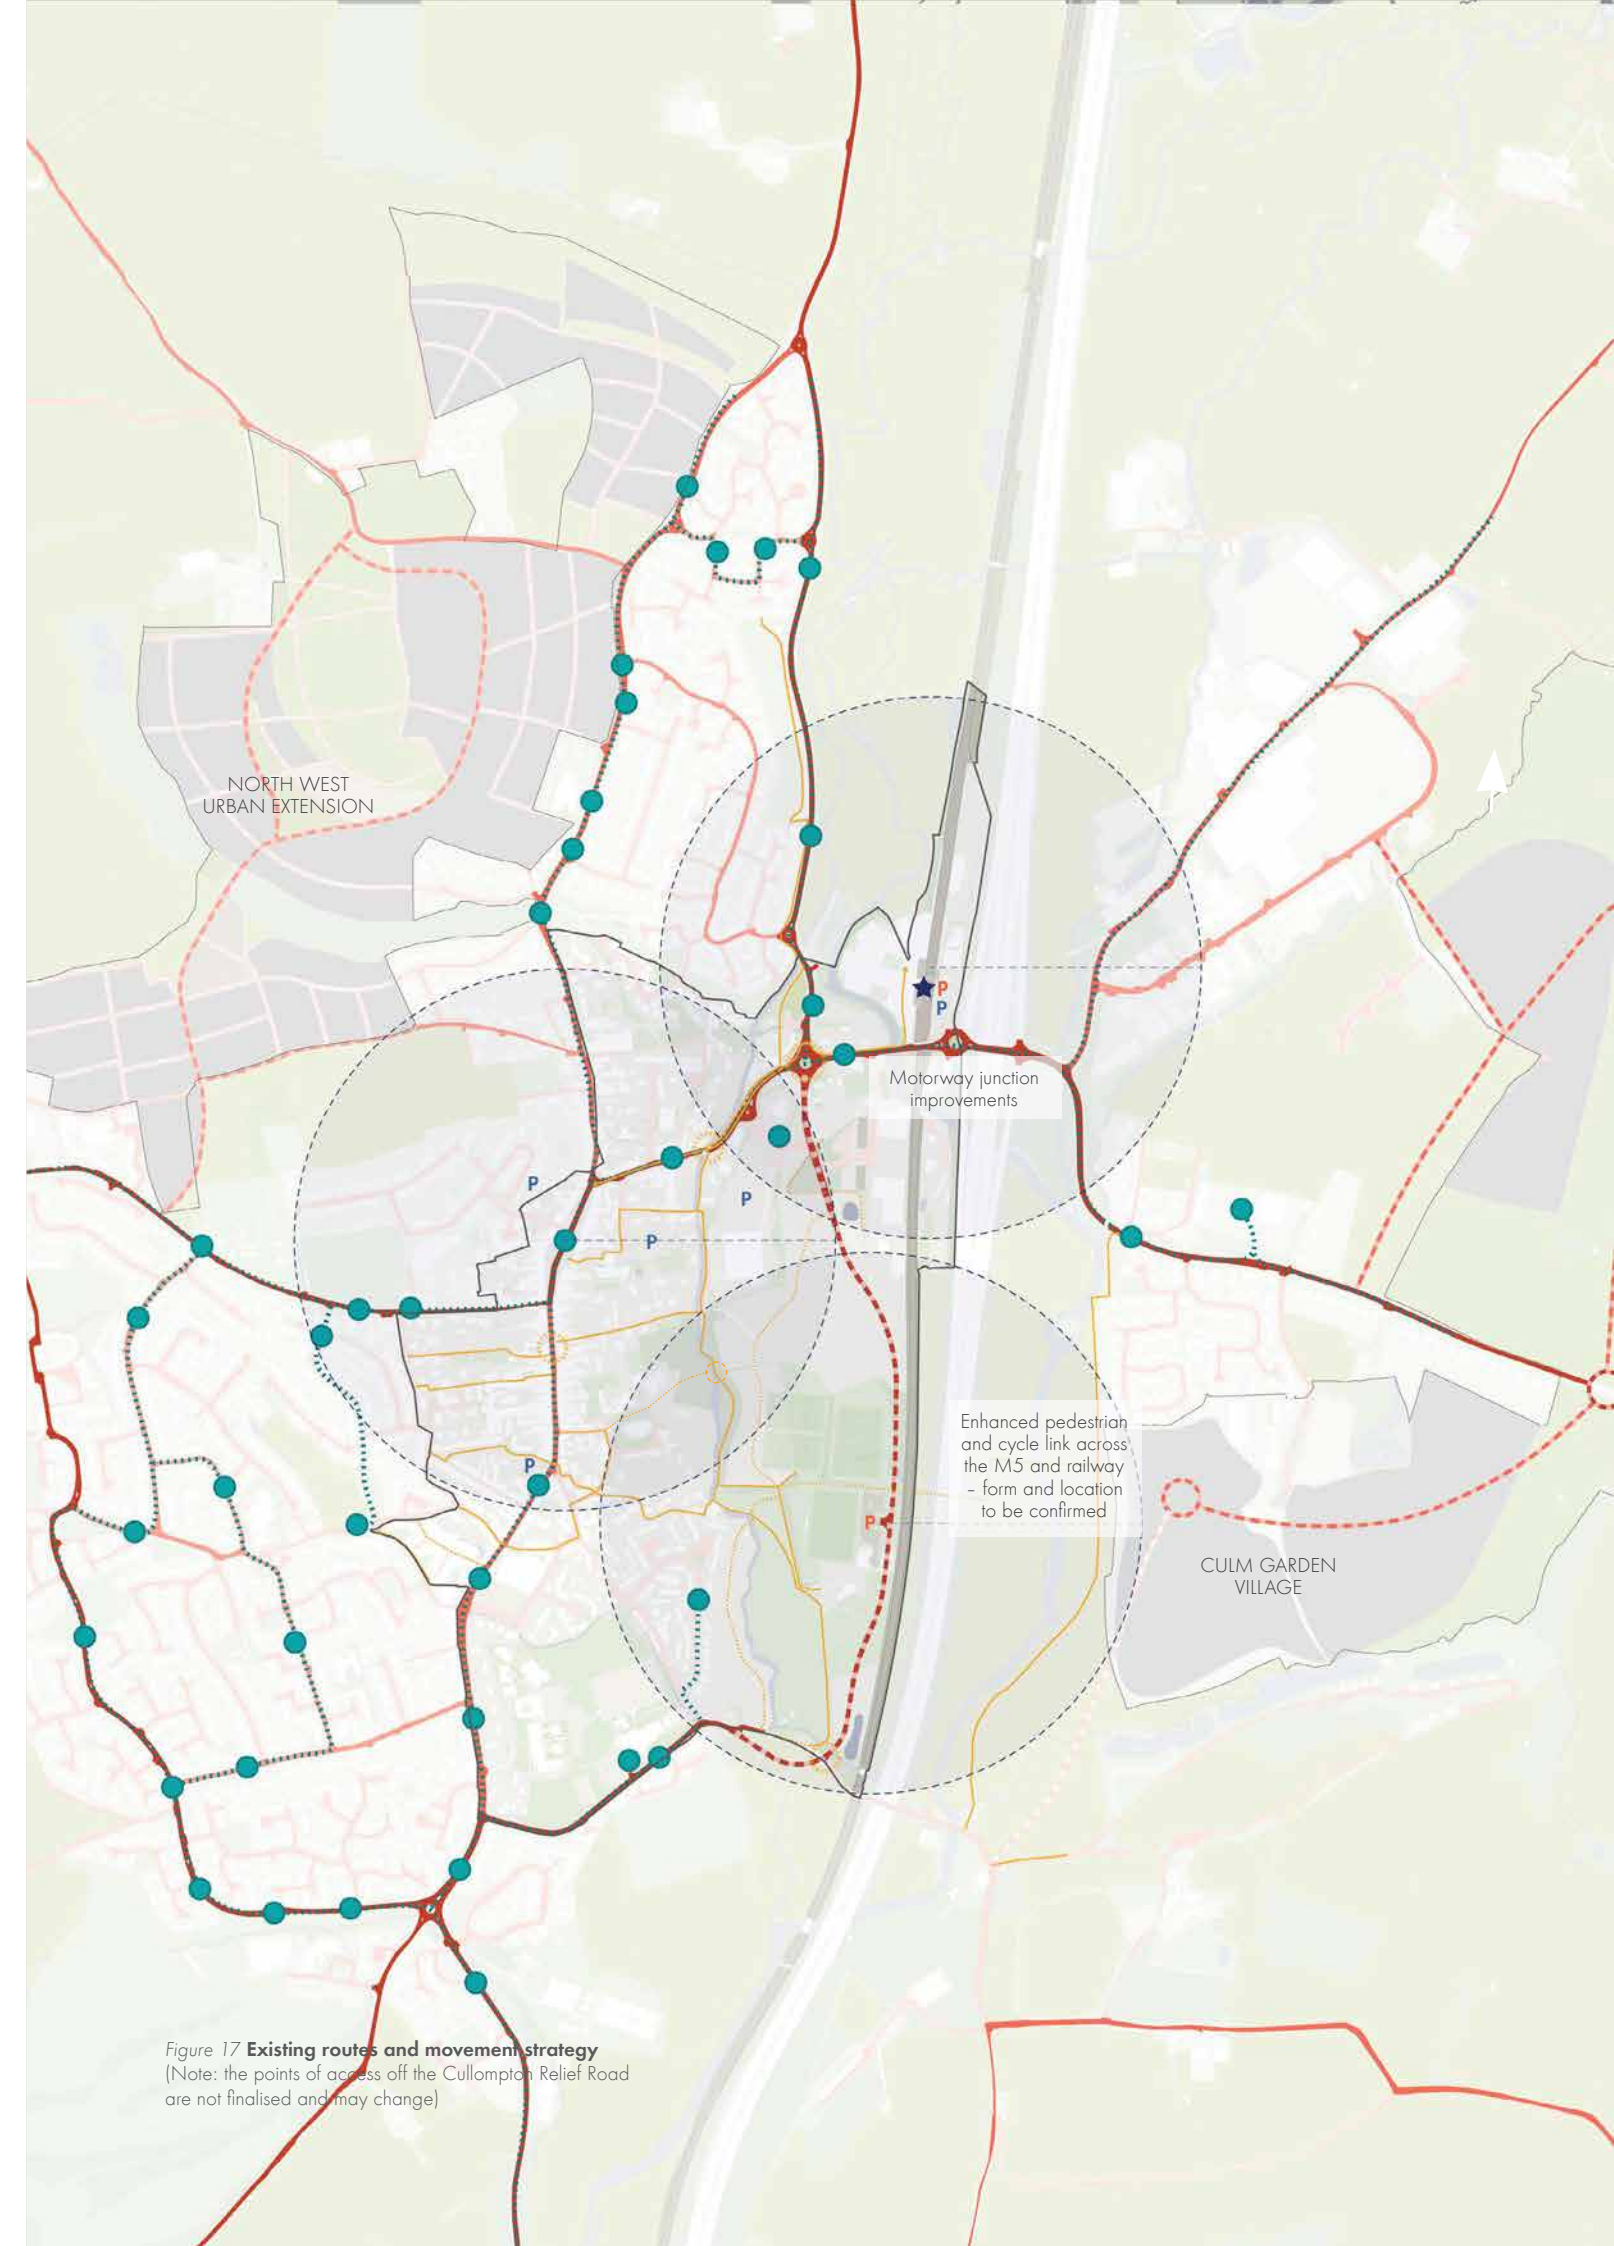 NORTH WEST
URBAN EXTENSION
P
P
Motorway junction
improvements
P
P
P
Enhanced pedestrian
and cycle link across
the M5 and railway
– form and location
to be confirmed
P
P
CULM GARDEN
VILLAGE
Figure 17 Existing routes and movement strategy
(Note: the points of access off the Cullompton Relief Road
are not finalised and may change)